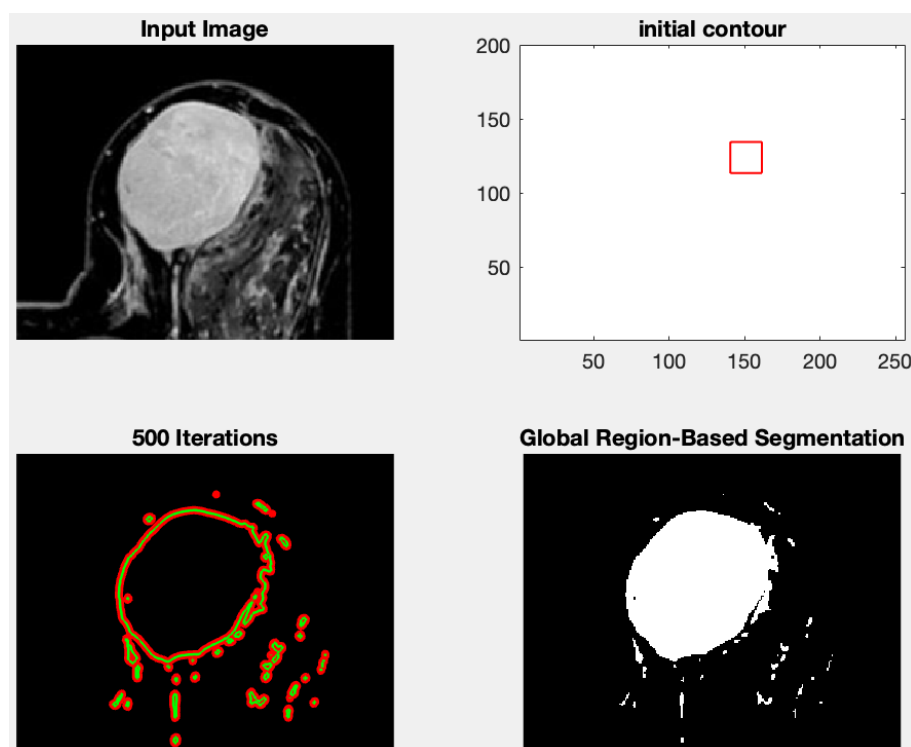 Input Image
initial contour
200
150
100
50
50 100 150 200 250
500 Iterations
Global Region-Based Segmentation